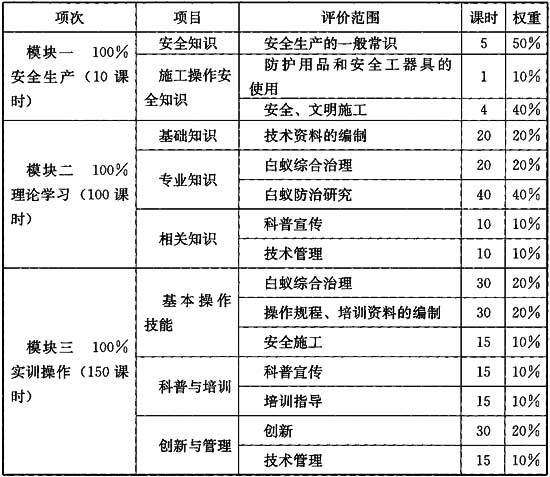 项次 项目 评价范围 课时 权重
模块一 100%
安全生产（10 课
时）
安全知识 安全生产的一般常识 5 50%
施工操作安
全知识
防护用品和安全工器具的
使用
1 10%
安全、文明施工 4 40%
模块二 100%
理论学习（100 课
时）
基础知识 技术资料的编制 20 20%
专业知识
白蚁综合治理 20 20%
白蚁防治研究 40 40%
相关知识
科普宣传 10 10%
技术管理 10 10%
模块三 100%
实训操作（150 课
时）
基本操作
技能
白蚁综合治理 30 20%
操作规程、培训资料的编制 30 20%
安全施工 15 10%
科普与培训
科普宣传 15 10%
培训指导 15 10%
创新与管理
创新 30 20%
技术管理 15 10%